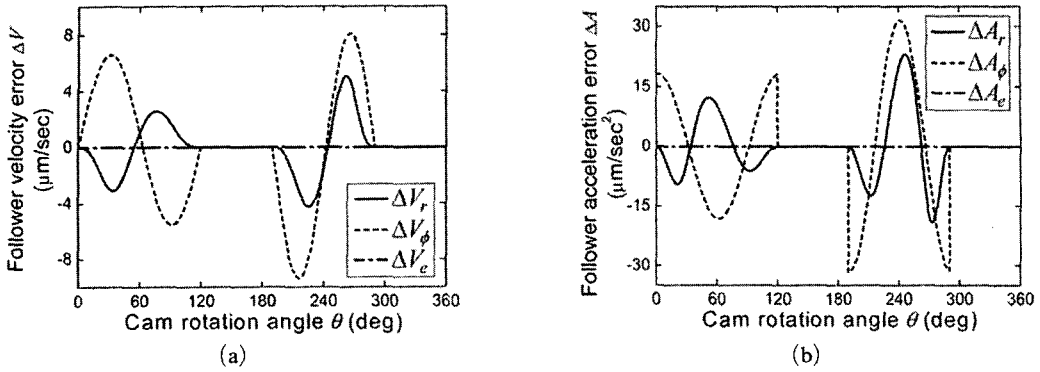 Follower velocity error ΔV
(μm/sec)
8
4
0
-4
-8
ΔV_r
ΔV_ϕ
ΔV_e
0 60 120 180 240 300 360
Cam rotation angle θ (deg)
(a)
Follower acceleration error ΔA
(μm/sec²)
30
15
0
-15
-30
ΔA_r
ΔA_ϕ
ΔA_e
0 60 120 180 240 300 360
Cam rotation angle θ (deg)
(b)